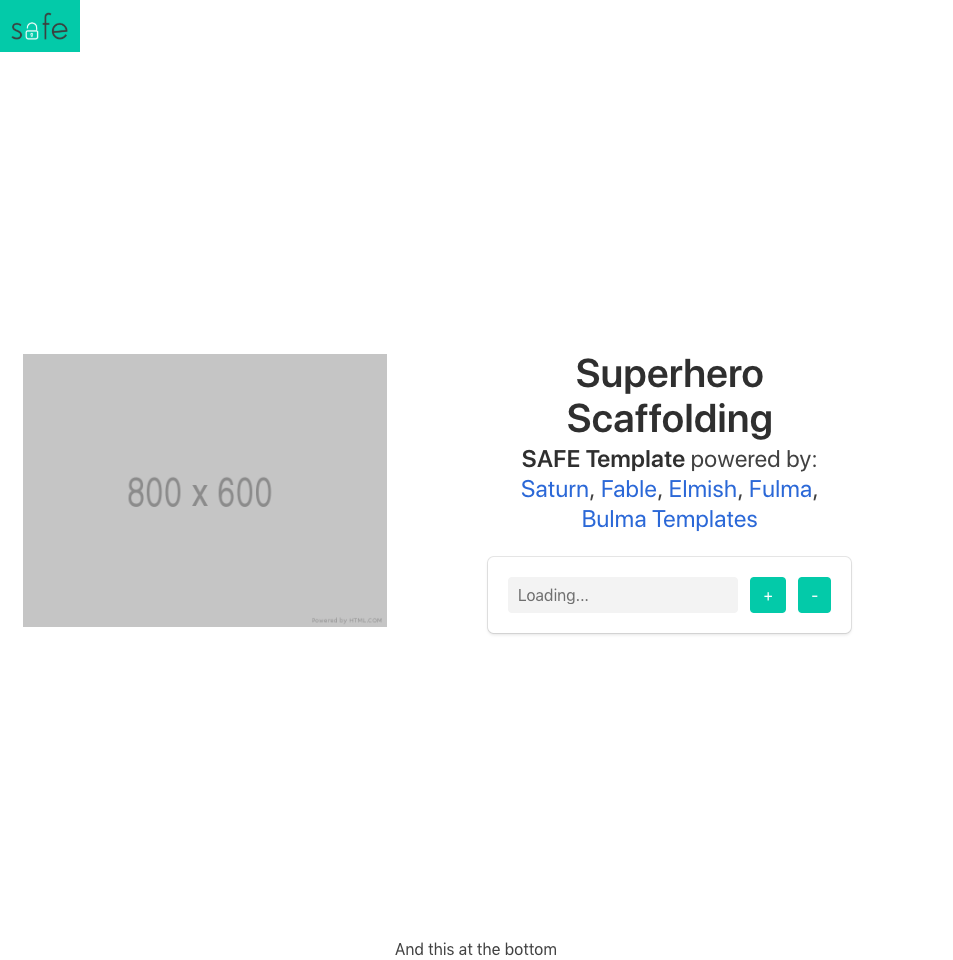 safe
800 x 600
Powered by HTML.COM
Superhero
Scaffolding
SAFE Template powered by:
Saturn, Fable, Elmish, Fulma,
Bulma Templates
Loading...
+ -
And this at the bottom